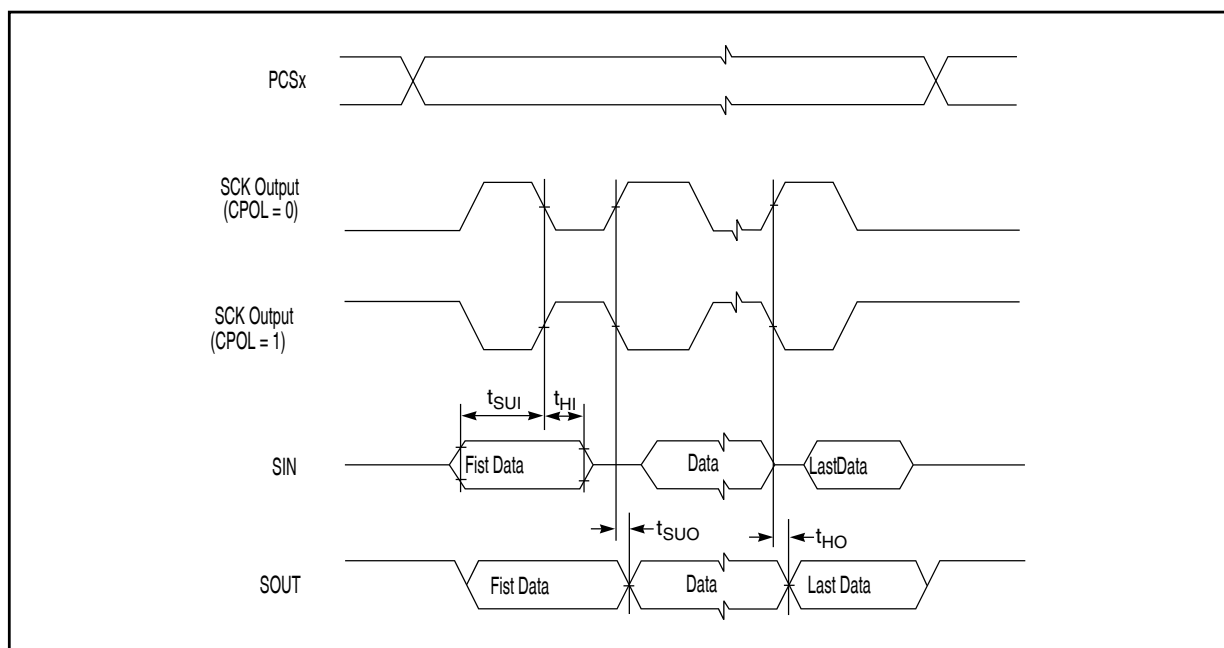 PCSx
SCK Output
(CPOL = 0)
SCK Output
(CPOL = 1)
tSUI
tHI
SIN
Fist Data
Data
LastData
tSUO
tHO
SOUT
Fist Data
Data
Last Data